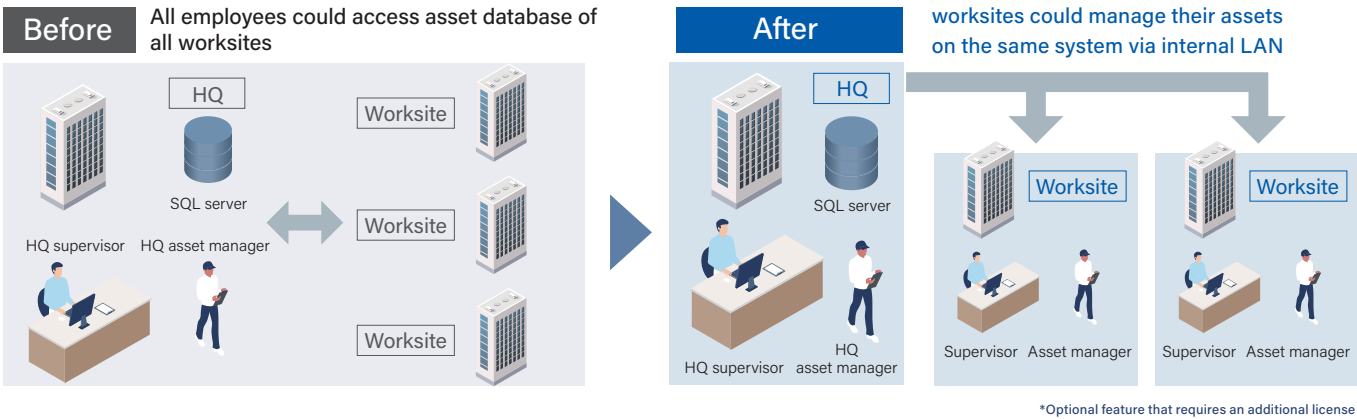 Before
All employees could access asset database of
all worksites
HQ
SQL server
HQ supervisor
HQ asset manager
Worksite
Worksite
Worksite
After
worksites could manage their assets
on the same system via internal LAN
HQ
SQL server
HQ supervisor
HQ
asset manager
Worksite
Supervisor
Asset manager
Worksite
Supervisor
Asset manager
*Optional feature that requires an additional license